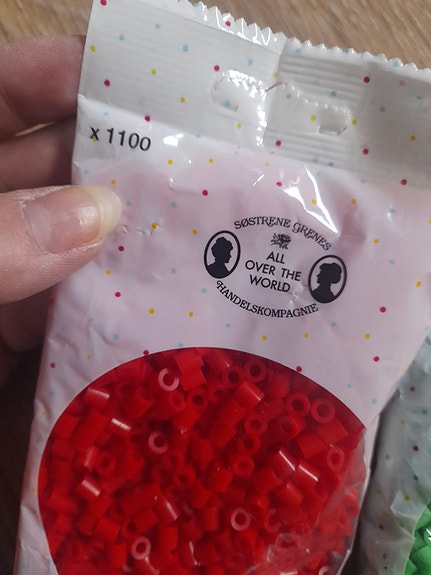 x 1100
SØSTRENE GRENES
ALL
OVER THE
WORLD
HANDELSKOMPAGNIE